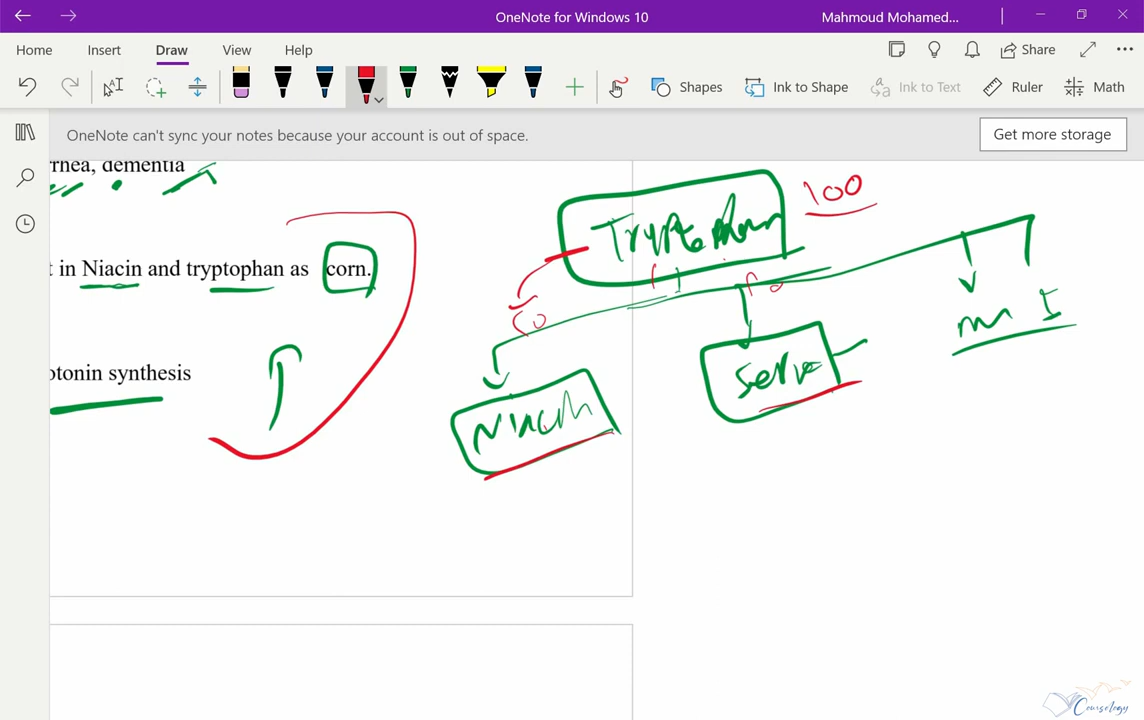 OneNote for Windows 10
Mahmoud Mohamed...
Home Insert Draw View Help
Share
Shapes Ink to Shape Ink to Text Ruler Math
OneNote can't sync your notes because your account is out of space.
Get more storage
rrhea, dementia
100
Tryptophan
t in Niacin and tryptophan as corn.
otonin synthesis
Niacin
Coursology